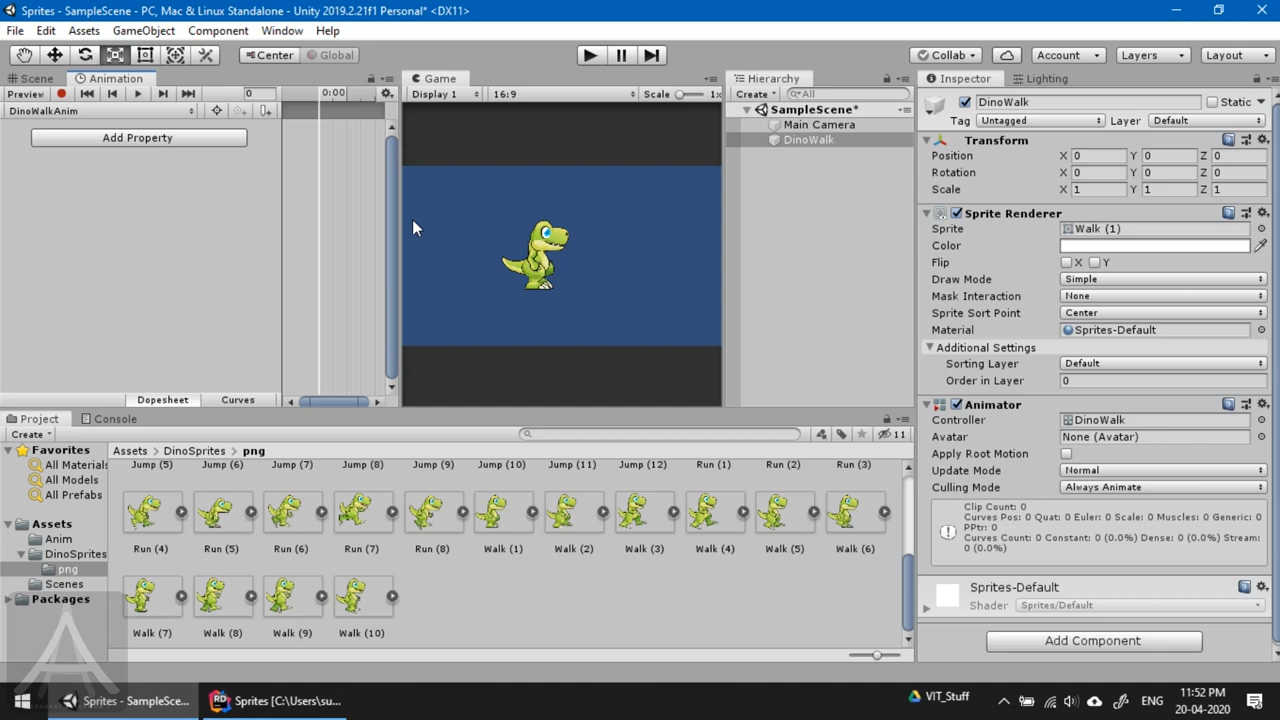 Sprites - SampleScene - PC, Mac & Linux Standalone - Unity 2019.2.21f1 Personal* <DX11>
File Edit Assets GameObject Component Window Help
Center Global Collab Account Layers Layout
Scene Animation Game Hierarchy Inspector Lighting
Preview 0 0:00 Display 1 16:9 Scale 1x Create All
DinoWalkAnim
Add Property
Dopesheet Curves
SampleScene*
Main Camera
DinoWalk
DinoWalk Static
Tag Untagged Layer Default
Transform
Position X 0 Y 0 Z 0
Rotation X 0 Y 0 Z 0
Scale X 1 Y 1 Z 1
Sprite Renderer
Sprite Walk (1)
Color
Flip X Y
Draw Mode Simple
Mask Interaction None
Sprite Sort Point Center
Material Sprites-Default
Additional Settings
Sorting Layer Default
Order in Layer 0
Animator
Controller DinoWalk
Avatar None (Avatar)
Apply Root Motion
Update Mode Normal
Culling Mode Always Animate
Clip Count: 0
Curves Pos: 0 Quat: 0 Euler: 0 Scale: 0 Muscles: 0 Generic: 0
PPtr: 0
Curves Count: 0 Constant: 0 (0.0%) Dense: 0 (0.0%) Stream:
0 (0.0%)
Sprites-Default
Shader Sprites/Default
Add Component
Project Console
Create 11
Favorites
All Materials
All Models
All Prefabs
Assets
Anim
DinoSprites
png
Scenes
Packages
Assets DinoSprites png
Jump (5) Jump (6) Jump (7) Jump (8) Jump (9) Jump (10) Jump (11) Jump (12) Run (1) Run (2) Run (3)
Run (4) Run (5) Run (6) Run (7) Run (8) Walk (1) Walk (2) Walk (3) Walk (4) Walk (5) Walk (6)
Walk (7) Walk (8) Walk (9) Walk (10)
Sprites - SampleSce... RD Sprites [C:\Users\su... VIT_Stuff ENG 11:52 PM
20-04-2020